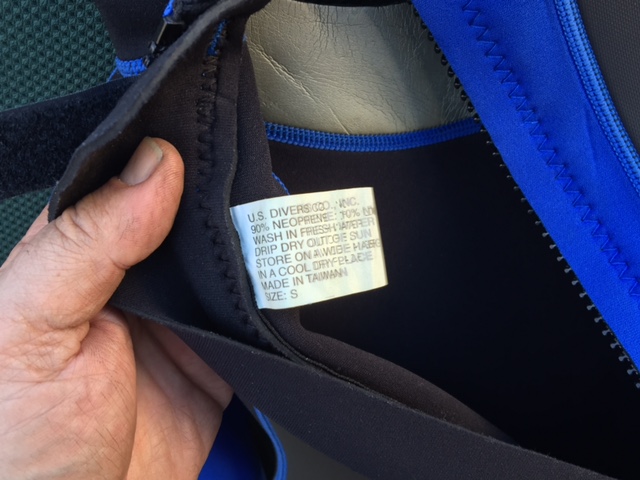 U.S. DIVERS CO., INC.
90% NEOPRENE: 10%
WASH IN FRESH WATER
DRIP DRY OUT OF SUN
STORE ON A WIDE
IN A COOL DRY PLACE
MADE IN TAIWAN
SIZE: S